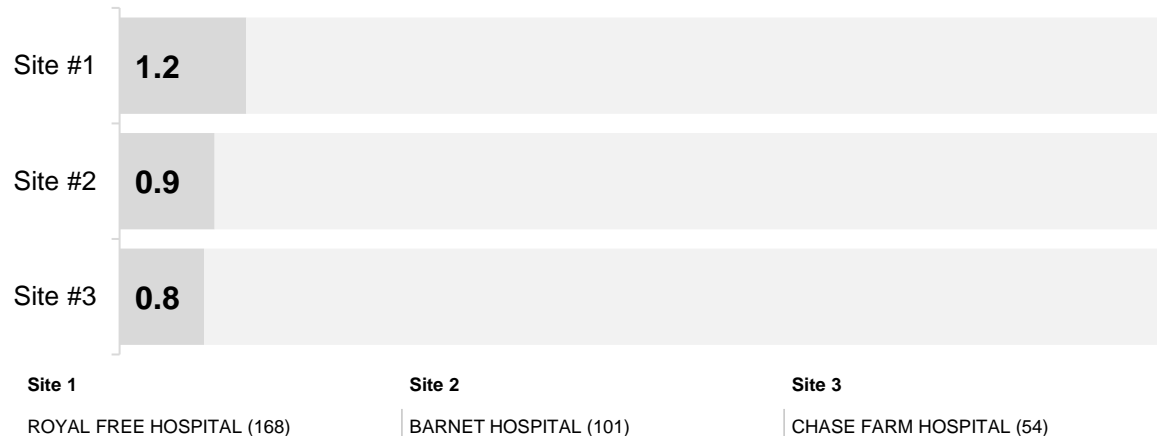 Site #1
1.2
Site #2
0.9
Site #3
0.8
Site 1
Site 2
Site 3
ROYAL FREE HOSPITAL (168)
BARNET HOSPITAL (101)
CHASE FARM HOSPITAL (54)